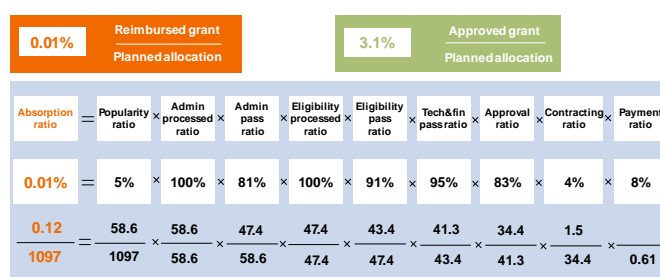 0.01% Reimbursed grant
Planned allocation
3.1% Approved grant
Planned allocation
Absorption ratio = Popularity ratio × Admin processed ratio × Admin pass ratio × Eligibility processed ratio × Eligibility pass ratio × Tech&fin pass ratio × Approval ratio × Contracting ratio × Payment ratio
0.01% = 5% × 100% × 81% × 100% × 91% × 95% × 83% × 4% × 8%
0.12 58.6 58.6 47.4 47.4 43.4 41.3 34.4 1.5
= × × × × × × × ×
1097 1097 58.6 58.6 47.4 47.4 43.4 41.3 34.4 0.61